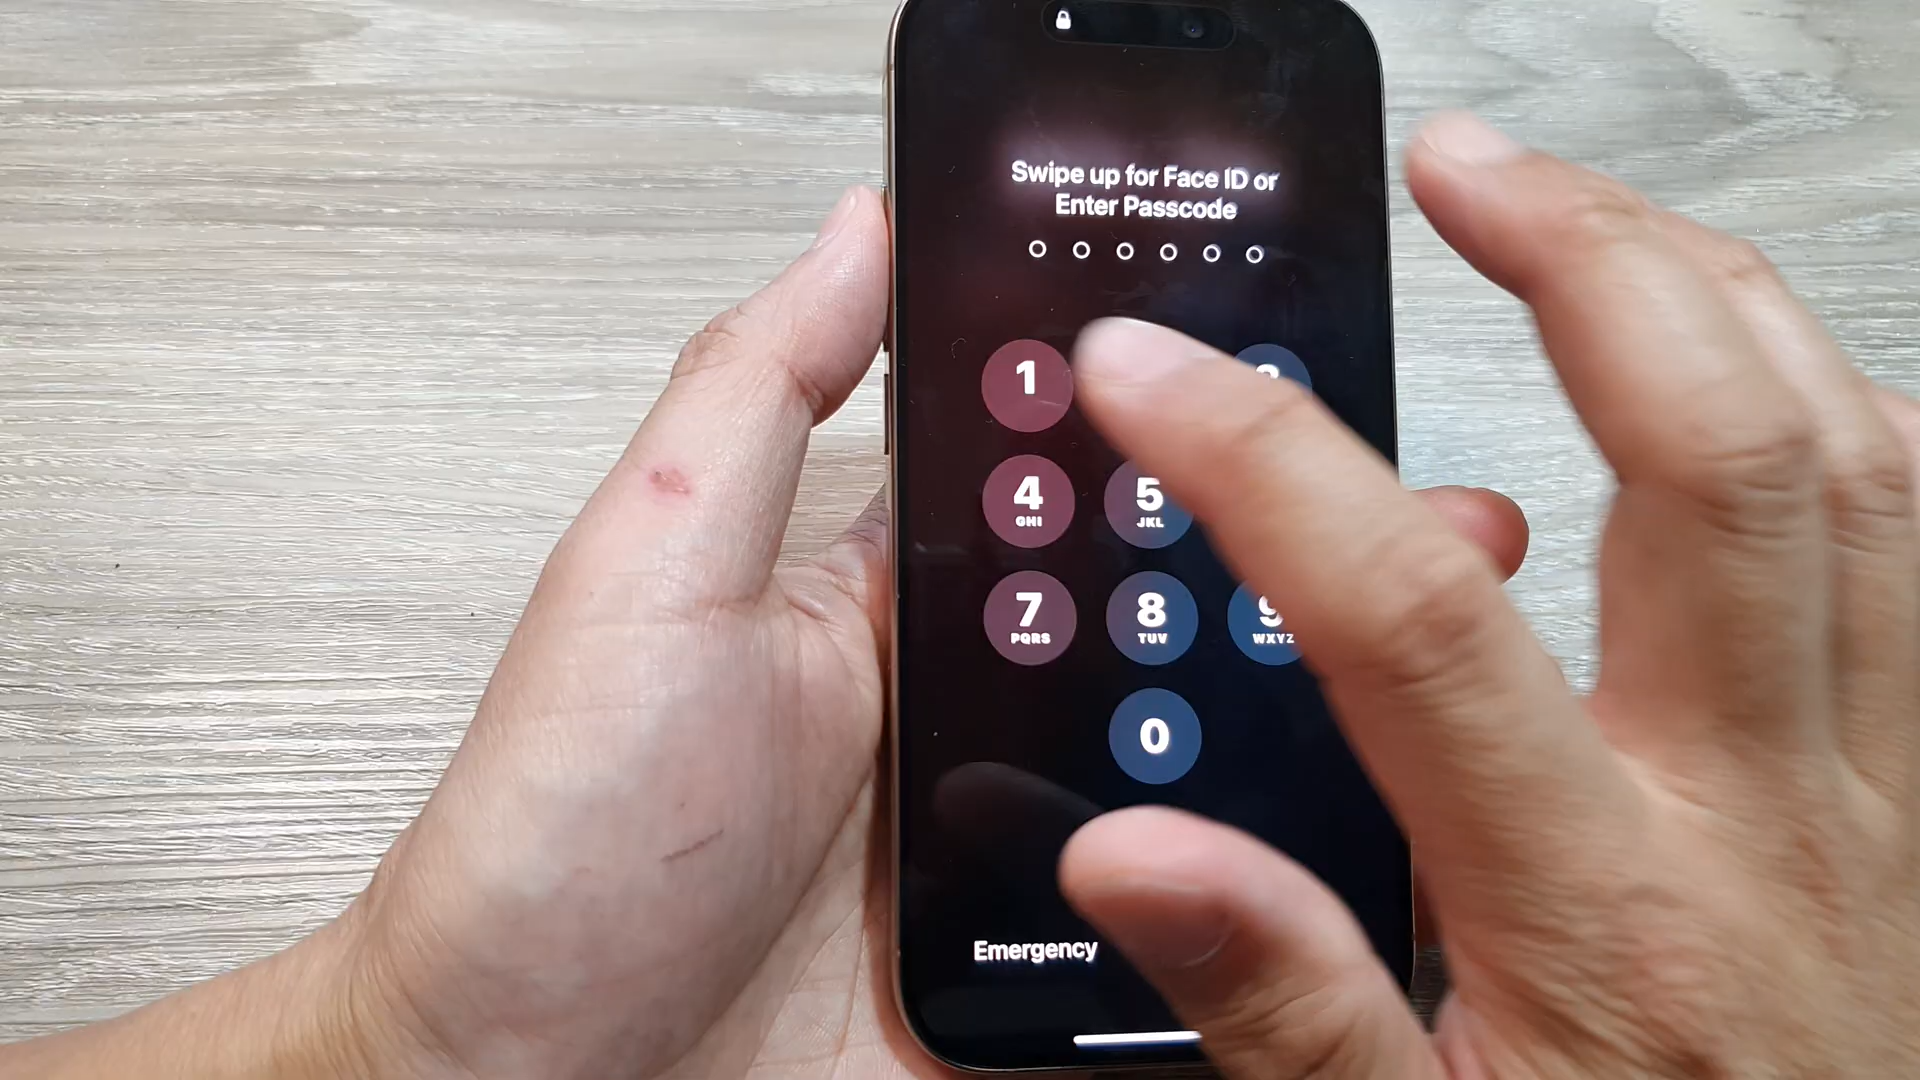 Swipe up for Face ID or
Enter Passcode
1
4 5
GHI JKL
7 8 9
PQRS TUV WXYZ
0
Emergency